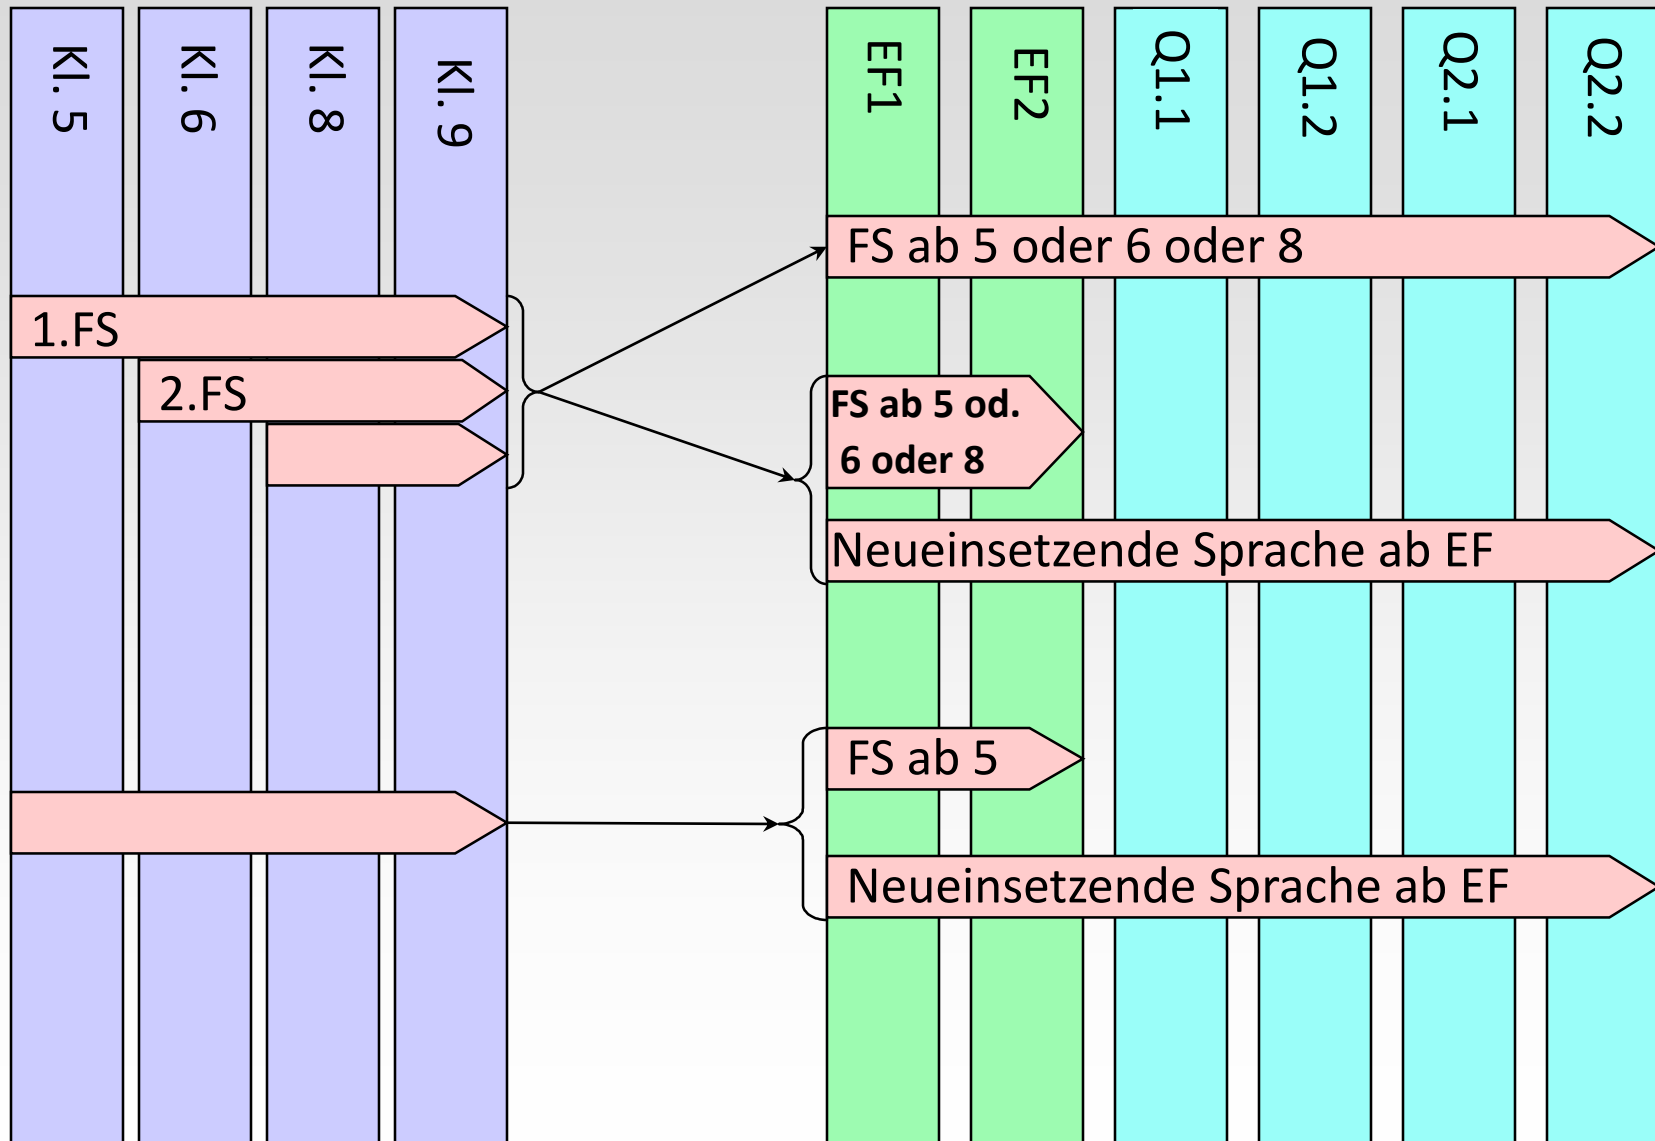 Kl. 5
Kl. 6
Kl. 8
Kl. 9
EF1
EF2
Q1.1
Q1.2
Q2.1
Q2.2
FS ab 5 oder 6 oder 8
1.FS
2.FS
FS ab 5 od.
6 oder 8
Neueinsetzende Sprache ab EF
FS ab 5
Neueinsetzende Sprache ab EF